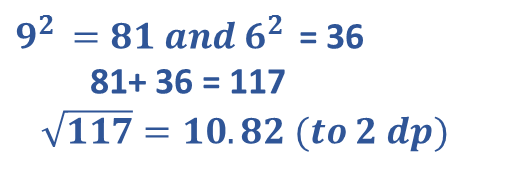 9² = 81 and 6² = 36
81+ 36 = 117
√117 = 10.82 (to 2 dp)